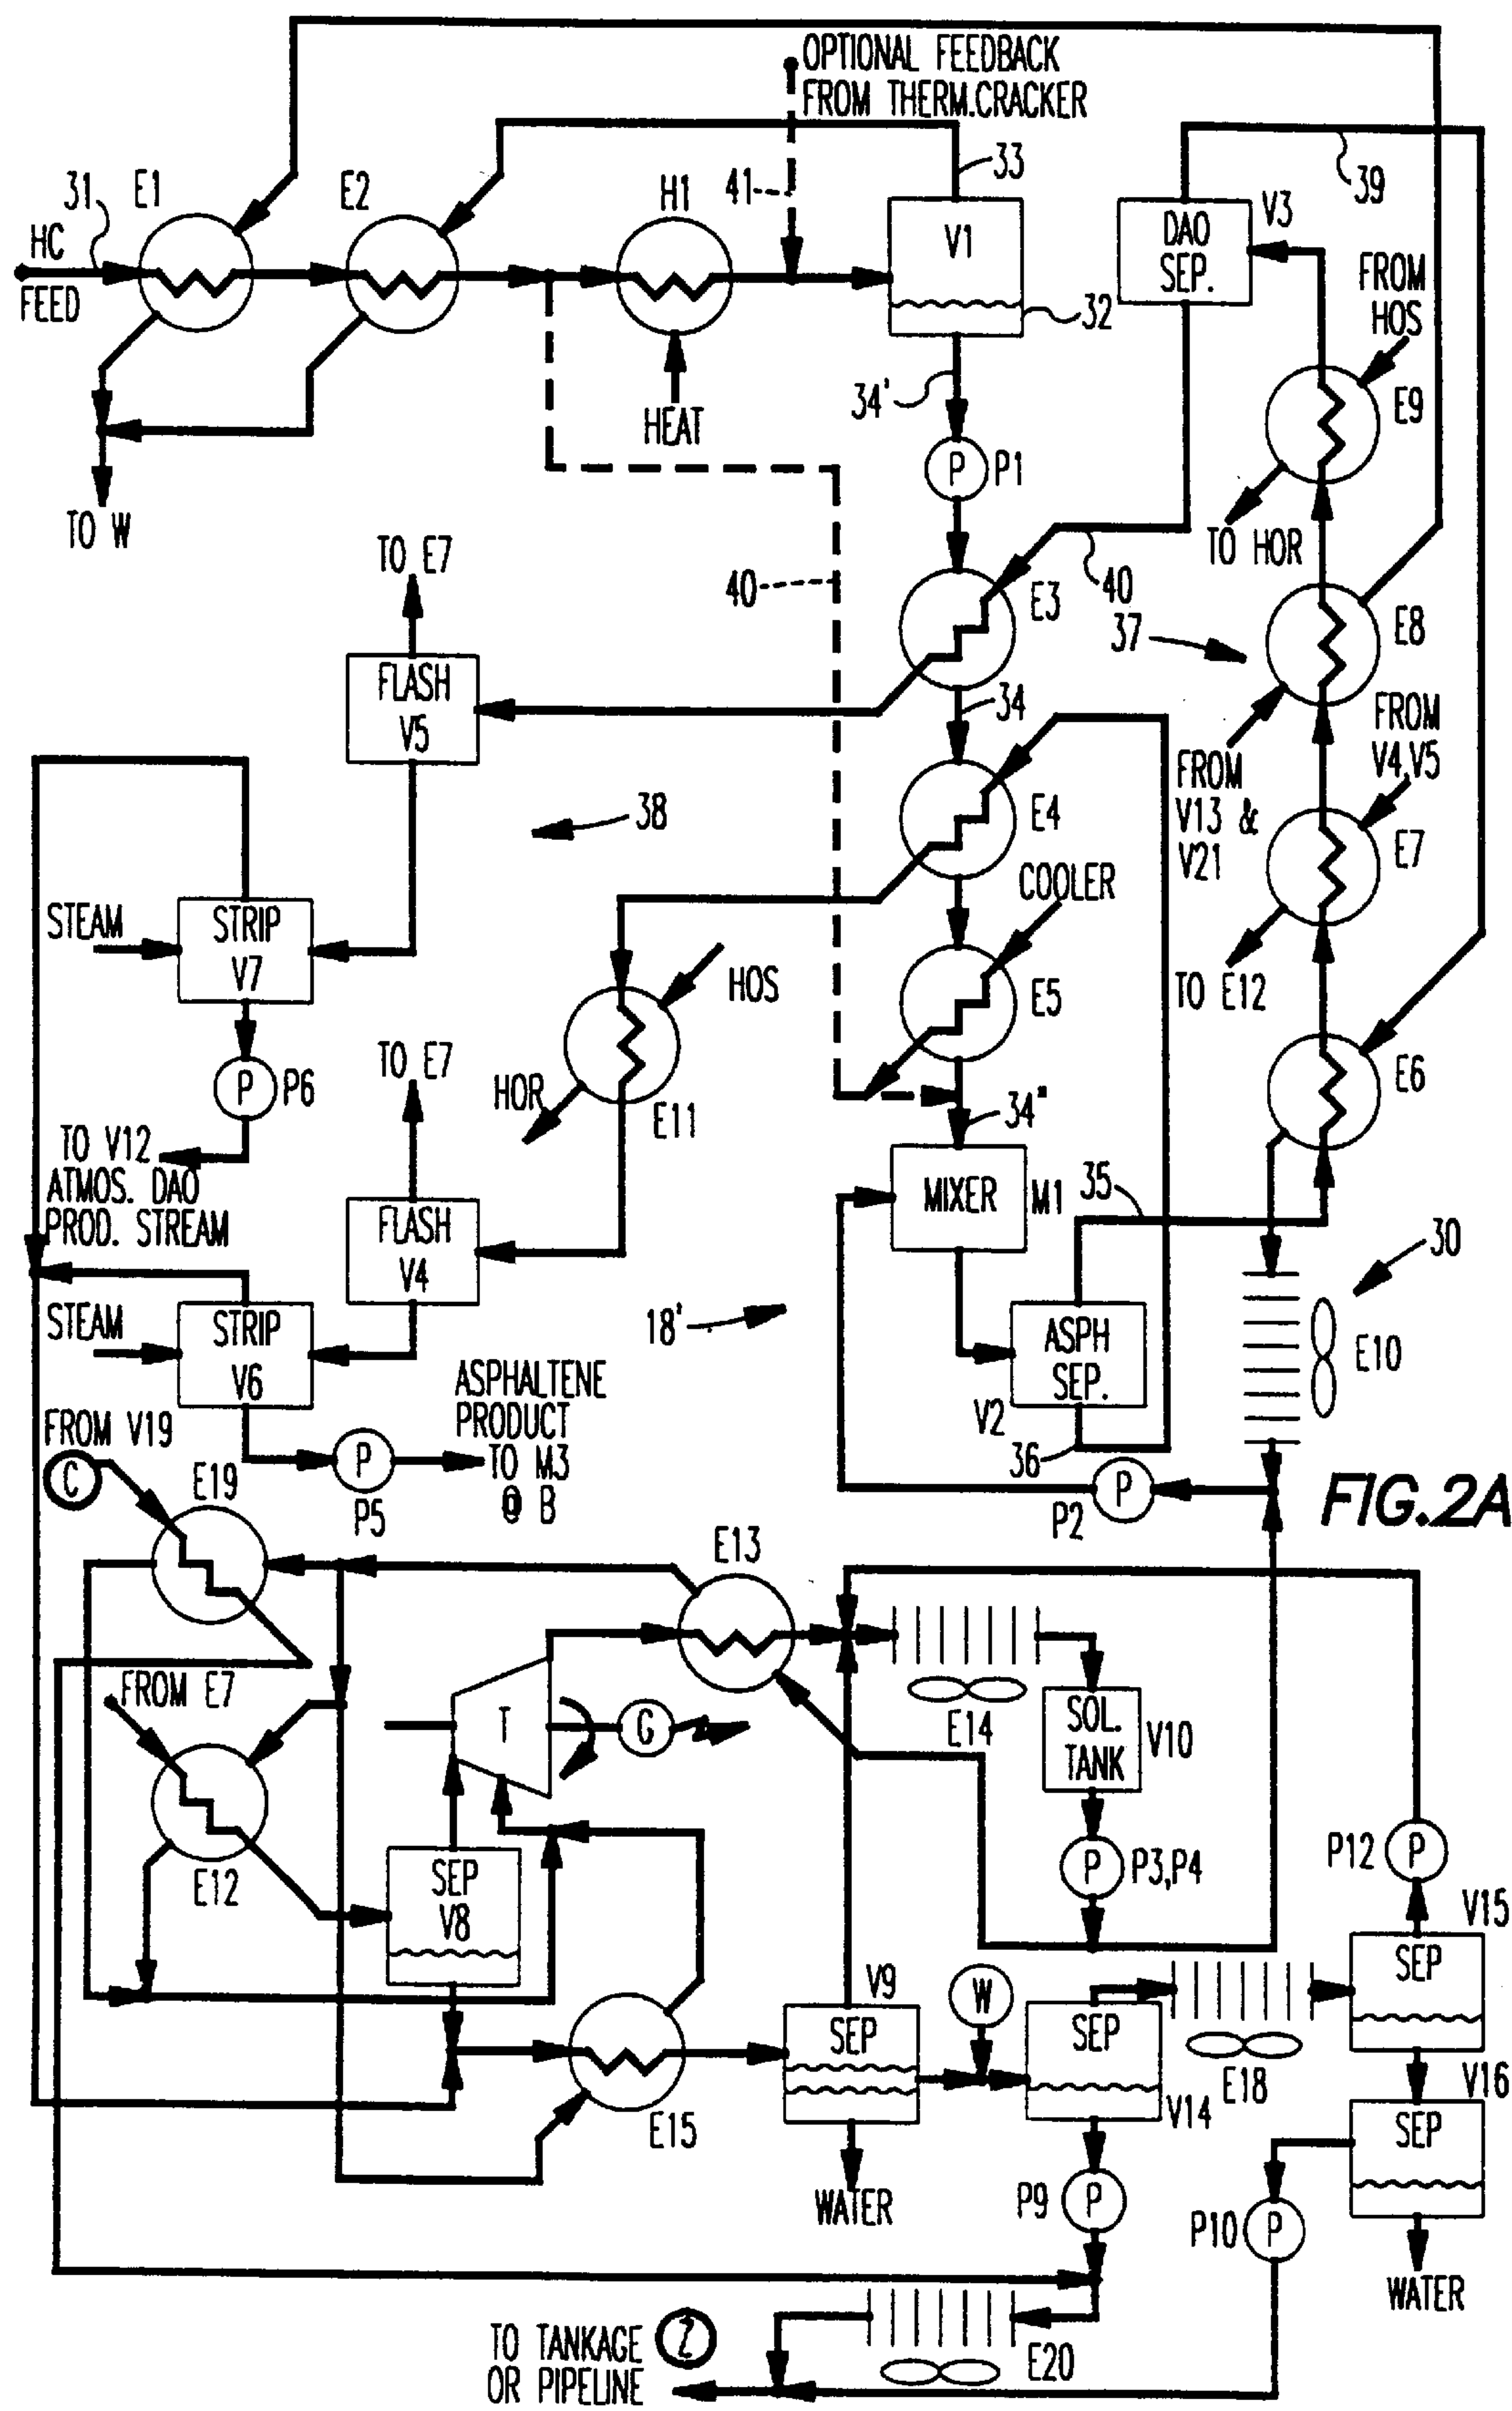 OPTIONAL FEEDBACK
FROM THERM.CRACKER
31
E1
E2
H1
41
33
39
HC
FEED
V1
32
DAO
SEP.
V3
FROM
HOS
34'
HEAT
E9
TO W
P
P1
TO HOR
TO E7
40
E3
40
37
E8
FLASH
V5
34
FROM
V4,V5
FROM
V13 &
V21
38
E4
E7
COOLER
STEAM
STRIP
V7
HOS
E5
TO E12
P
P6
TO E7
HOR
E11
E6
34"
TO V12
ATMOS. DAO
PROD. STREAM
FLASH
V4
MIXER
M1
35
30
STEAM
STRIP
V6
18'
ASPH
SEP.
V2
E10
ASPHALTENE
PRODUCT
TO M3
@ B
FROM V19
C
E19
P
P5
36
P
P2
FIG.2A
E13
FROM E7
T
G
E14
SOL.
TANK
V10
E12
SEP
V8
P
P3,P4
P12
P
V15
SEP
V9
SEP
W
SEP
V14
E18
V16
SEP
E15
WATER
P9
P
P10
P
WATER
TO TANKAGE
OR PIPELINE
Z
E20